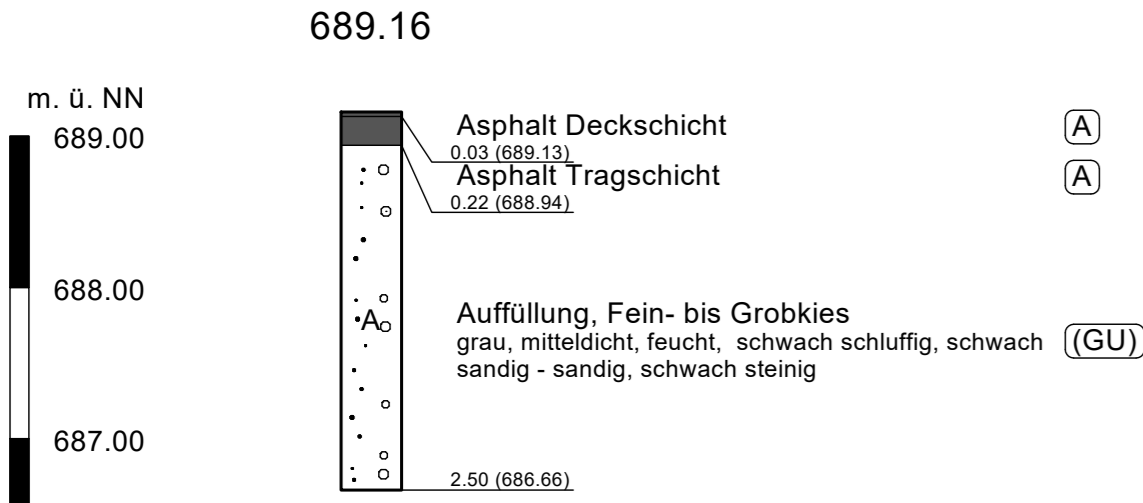 689.16
m. ü. NN
689.00
Asphalt Deckschicht
A
0.03 (689.13)
Asphalt Tragschicht
A
0.22 (688.94)
688.00
A
Auffüllung, Fein- bis Grobkies
grau, mitteldicht, feucht, schwach schluffig, schwach
(GU)
sandig - sandig, schwach steinig
687.00
2.50 (686.66)